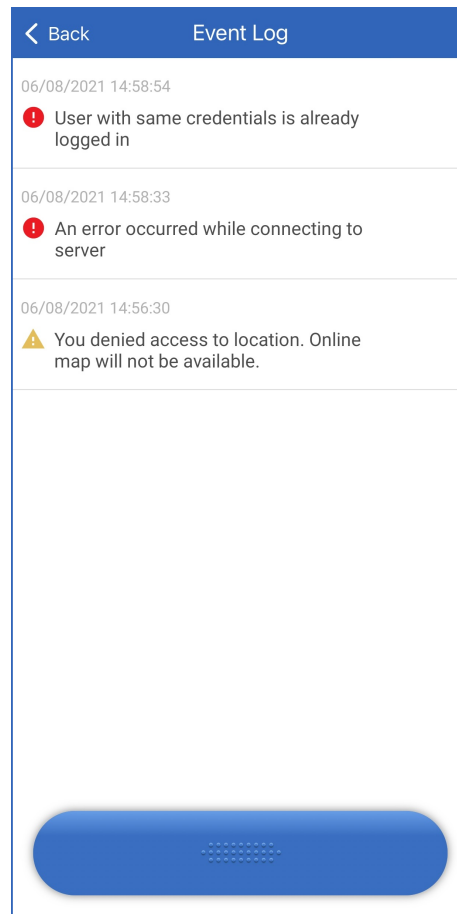 Back
Event Log
06/08/2021 14:58:54
User with same credentials is already
logged in
06/08/2021 14:58:33
An error occurred while connecting to
server
06/08/2021 14:56:30
You denied access to location. Online
map will not be available.